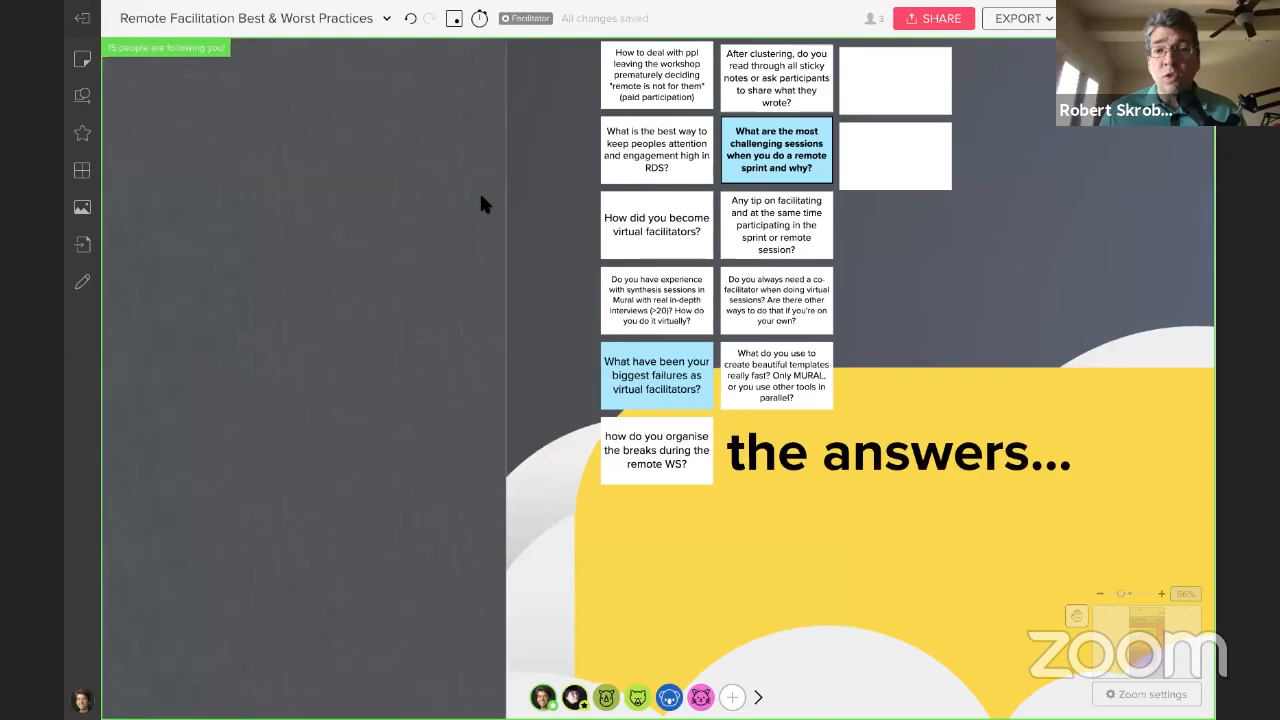 Remote Facilitation Best & Worst Practices
Facilitator
All changes saved
3
SHARE
EXPORT
15 people are following you!
Robert Skrob...
How to deal with ppl
leaving the workshop
prematurely deciding
"remote is not for them"
(paid participation)
After clustering, do you
read through all sticky
notes or ask participants
to share what they
wrote?
What is the best way to
keep peoples attention
and engagement high in
RDS?
What are the most
challenging sessions
when you do a remote
sprint and why?
How did you become
virtual facilitators?
Any tip on facilitating
and at the same time
participating in the
sprint or remote
session?
Do you have experience
with synthesis sessions in
Mural with real in-depth
interviews (>20)? How do
you do it virtually?
Do you always need a co-
facilitator when doing virtual
sessions? Are there other
ways to do that if you're on
your own?
What have been your
biggest failures as
virtual facilitators?
What do you use to
create beautiful templates
really fast? Only MURAL,
or you use other tools in
parallel?
how do you organise
the breaks during the
remote WS?
the answers...
56%
zoom
Zoom settings